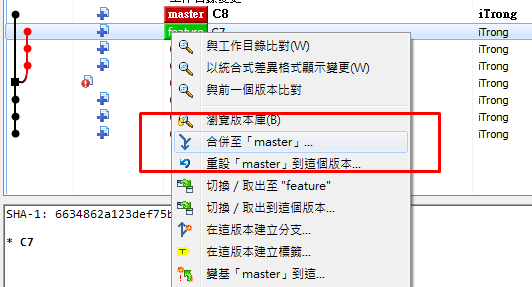 master C8 iTrong
feature C7 iTrong
與工作目錄比對(W) iTrong
以統合式差異格式顯示變更(W) iTrong
與前一個版本比對 iTrong
瀏覽版本庫(B) iTrong
合併至「master」... iTrong
重設「master」到這個版本... iTrong
切換 / 取出至 "feature"
切換 / 取出到這個版本...
SHA-1: 6634862a123def75b
在這版本建立分支...
* C7
在這版本建立標籤...
變基「master」到這...